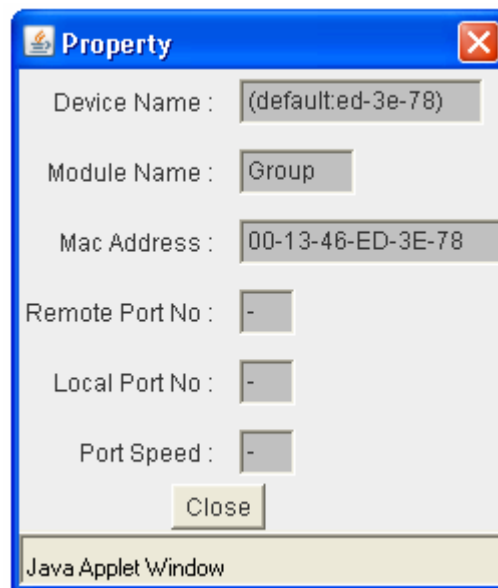 Property
Device Name : (default:ed-3e-78)
Module Name : Group
Mac Address : 00-13-46-ED-3E-78
Remote Port No : -
Local Port No : -
Port Speed : -
Close
Java Applet Window